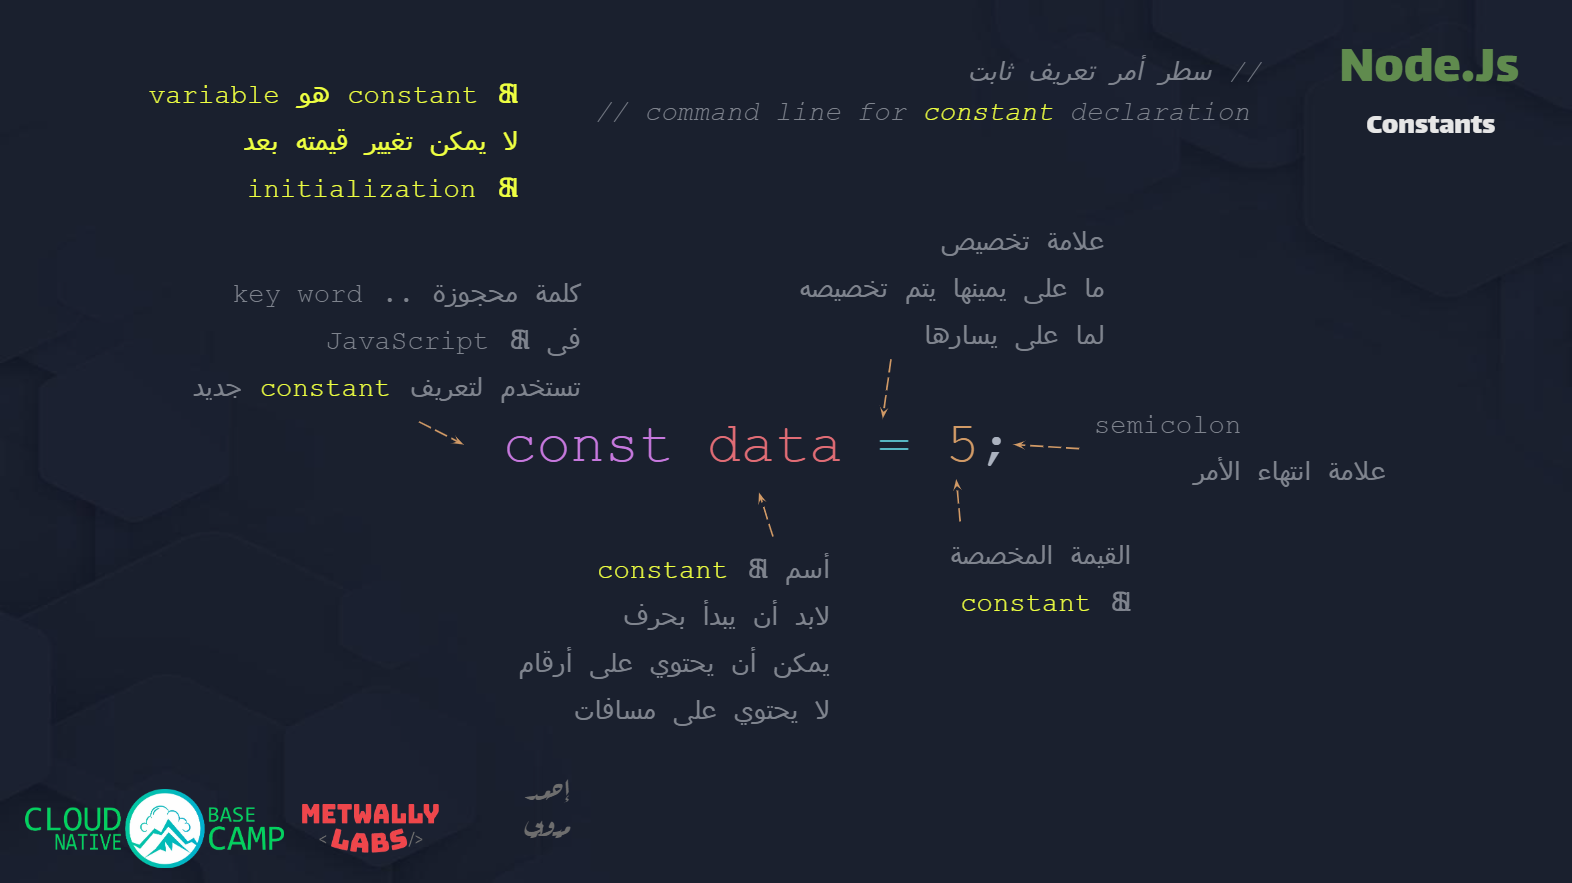 Node.Js
Constants
// سطر أمر تعريف ثابت
// command line for constant declaration
ال& constant هو variable
لا يمكن تغيير قيمته بعد
ال& initialization
علامة تخصيص
ما على يمينها يتم تخصيصه
لما على يسارها
كلمة محجوزة .. key word
فى ال& JavaScript
تستخدم لتعريف constant جديد
const data = 5;
semicolon
علامة انتهاء الأمر
القيمة المخصصة
ال& constant
أسم ال& constant
لابد أن يبدأ بحرف
يمكن أن يحتوي على أرقام
لا يحتوي على مسافات
CLOUD NATIVE BASE CAMP
METWALLY
<LABS/>